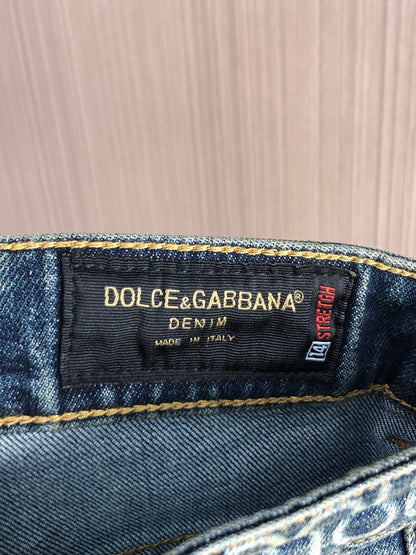 DOLCE&GABBANA®
DENIM
MADE IN ITALY
14 STRETCH